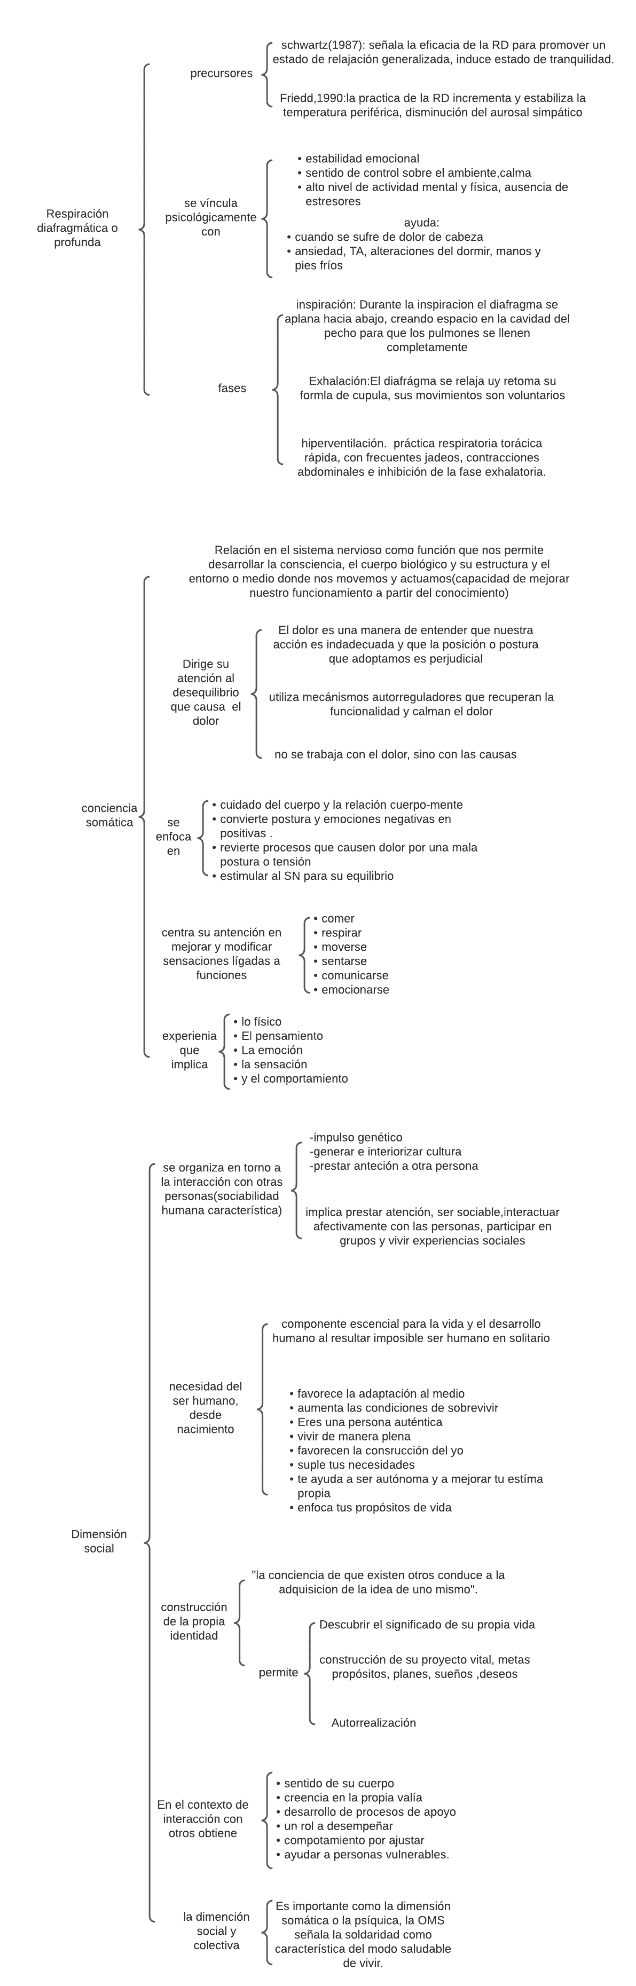 schwartz(1987): señala la eficacia de la RD para promover un
estado de relajación generalizada, induce estado de tranquilidad.
precursores
Friedd,1990:la practica de la RD incrementa y estabiliza la
temperatura periférica, disminución del aurosal simpático
Respiración
diafragmática o
profunda
se víncula
psicológicamente
con
• estabilidad emocional
• sentido de control sobre el ambiente,calma
• alto nivel de actividad mental y física, ausencia de
estresores
ayuda:
• cuando se sufre de dolor de cabeza
• ansiedad, TA, alteraciones del dormir, manos y
pies fríos
fases
inspiración: Durante la inspiracion el diafragma se
aplana hacia abajo, creando espacio en la cavidad del
pecho para que los pulmones se llenen
completamente
Exhalación:El diafrágma se relaja uy retoma su
formla de cupula, sus movimientos son voluntarios
hiperventilación.  práctica respiratoria torácica
rápida, con frecuentes jadeos, contracciones
abdominales e inhibición de la fase exhalatoria.
Relación en el sistema nervioso como función que nos permite
desarrollar la consciencia, el cuerpo biológico y su estructura y el
entorno o medio donde nos movemos y actuamos(capacidad de mejorar
nuestro funcionamiento a partir del conocimiento)
Dirige su
atención al
desequilibrio
que causa  el
dolor
El dolor es una manera de entender que nuestra
acción es indadecuada y que la posición o postura
que adoptamos es perjudicial
utiliza mecánismos autorreguladores que recuperan la
funcionalidad y calman el dolor
no se trabaja con el dolor, sino con las causas
conciencia
somática
se
enfoca
en
• cuidado del cuerpo y la relación cuerpo-mente
• convierte postura y emociones negativas en
positivas .
• revierte procesos que causen dolor por una mala
postura o tensión
• estimular al SN para su equilibrio
centra su antención en
mejorar y modificar
sensaciones lígadas a
funciones
• comer
• respirar
• moverse
• sentarse
• comunicarse
• emocionarse
experienia
que
implica
• lo físico
• El pensamiento
• La emoción
• la sensación
• y el comportamiento
se organiza en torno a
la interacción con otras
personas(sociabilidad
humana característica)
-impulso genético
-generar e interiorizar cultura
-prestar anteción a otra persona
implica prestar atención, ser sociable,interactuar
afectivamente con las personas, participar en
grupos y vivir experiencias sociales
necesidad del
ser humano,
desde
nacimiento
componente escencial para la vida y el desarrollo
humano al resultar imposible ser humano en solitario
• favorece la adaptación al medio
• aumenta las condiciones de sobrevivir
• Eres una persona auténtica
• vivir de manera plena
• favorecen la consrucción del yo
• suple tus necesidades
• te ayuda a ser autónoma y a mejorar tu estíma
propia
• enfoca tus propósitos de vida
Dimensión
social
construcción
de la propia
identidad
"la conciencia de que existen otros conduce a la
adquisicion de la idea de uno mismo".
permite
Descubrir el significado de su propia vida
construcción de su proyecto vital, metas
propósitos, planes, sueños ,deseos
Autorrealización
En el contexto de
interacción con
otros obtiene
• sentido de su cuerpo
• creencia en la propia valía
• desarrollo de procesos de apoyo
• un rol a desempeñar
• compotamiento por ajustar
• ayudar a personas vulnerables.
la dimención
social y
colectiva
Es importante como la dimensión
somática o la psíquica, la OMS
señala la soldaridad como
característica del modo saludable
de vivir.